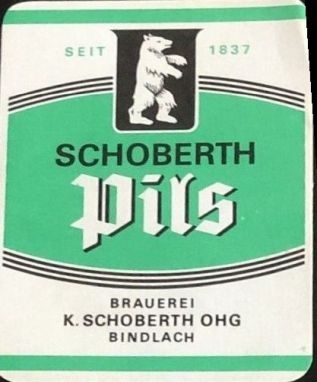 SEIT 1837
SCHOBERTH
Pils
BRAUEREI
K. SCHOBERTH OHG
BINDLACH